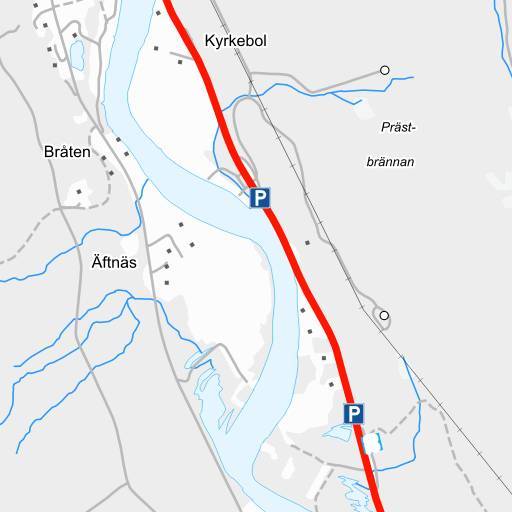 Kyrkebol
Präst-
brännan
Bråten
P
Äftnäs
P